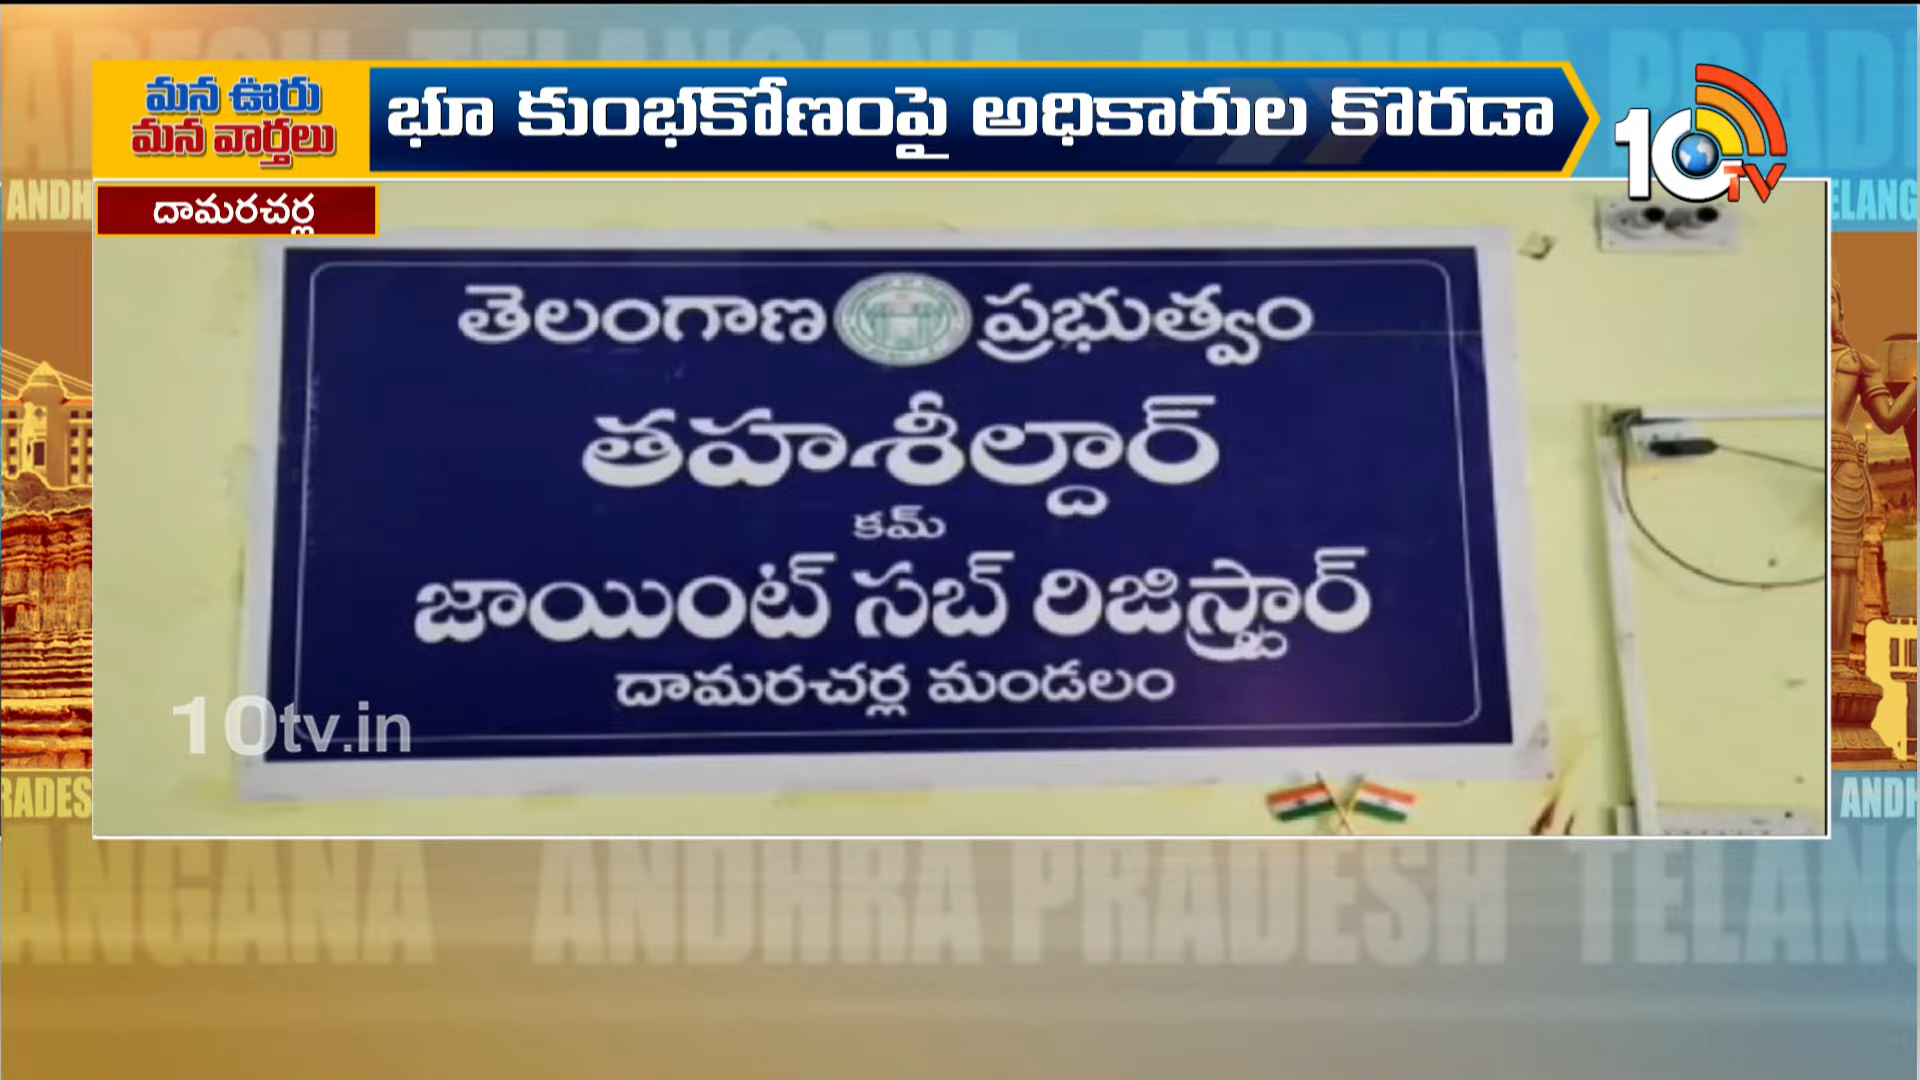 మన ఊరు
మన వార్తలు
భూ కుంభకోణంపై అధికారుల కొరడా
10TV
దామరచర్ల
తెలంగాణ ప్రభుత్వం
తహశీల్దార్
కమ్
జాయింట్ సబ్ రిజిస్ట్రార్
దామరచర్ల మండలం
10tv.in
ANDHRA PRADESH TELANG